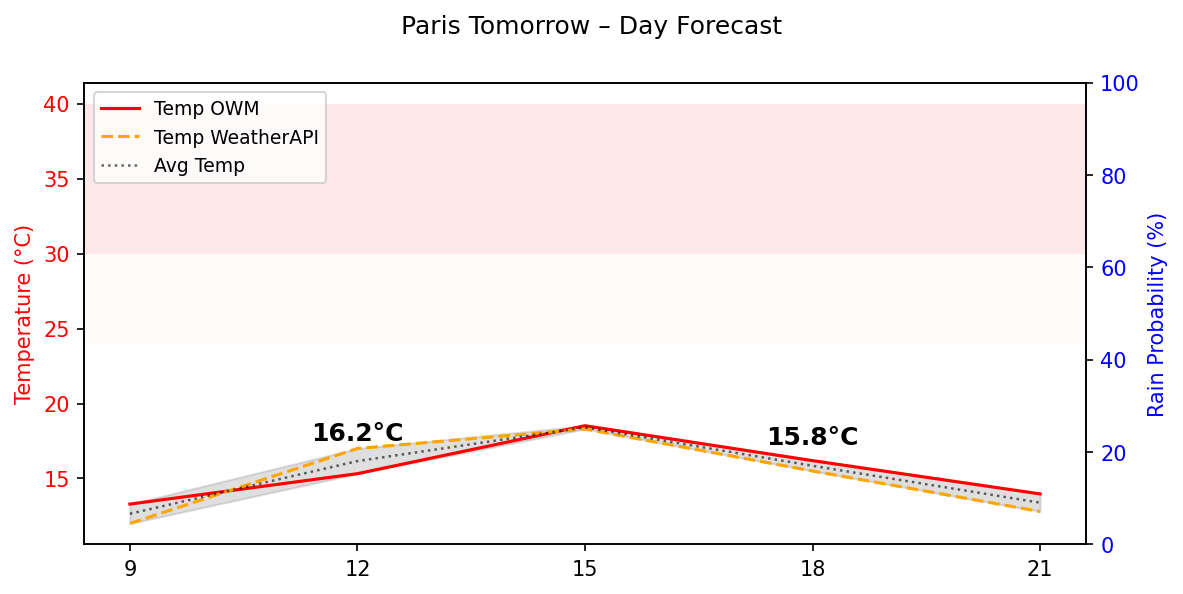 Paris Tomorrow – Day Forecast
Temp OWM
Temp WeatherAPI
Avg Temp
Temperature (°C)
40
35
30
25
20
15
16.2°C
15.8°C
100
80
60
40
20
0
Rain Probability (%)
9 12 15 18 21